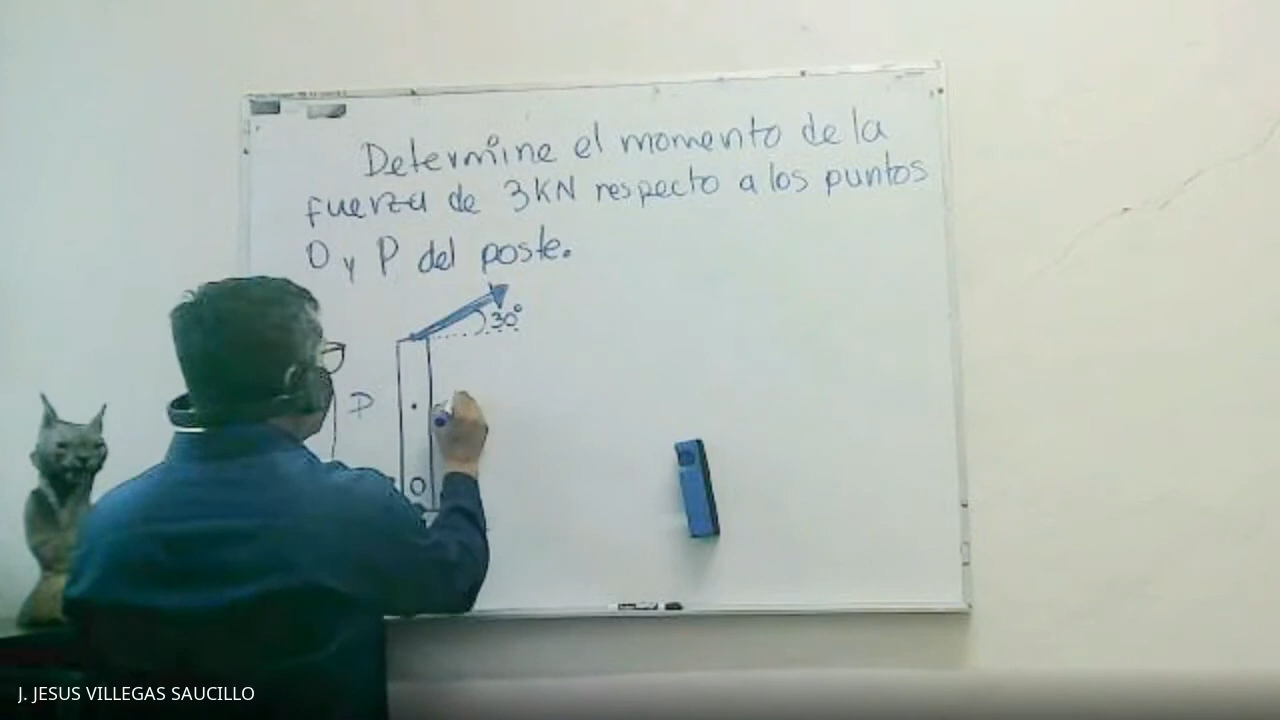 Determine el momento de la
fuerza de 3KN respecto a los puntos
O y P del poste.
30°
P
O
J. JESUS VILLEGAS SAUCILLO